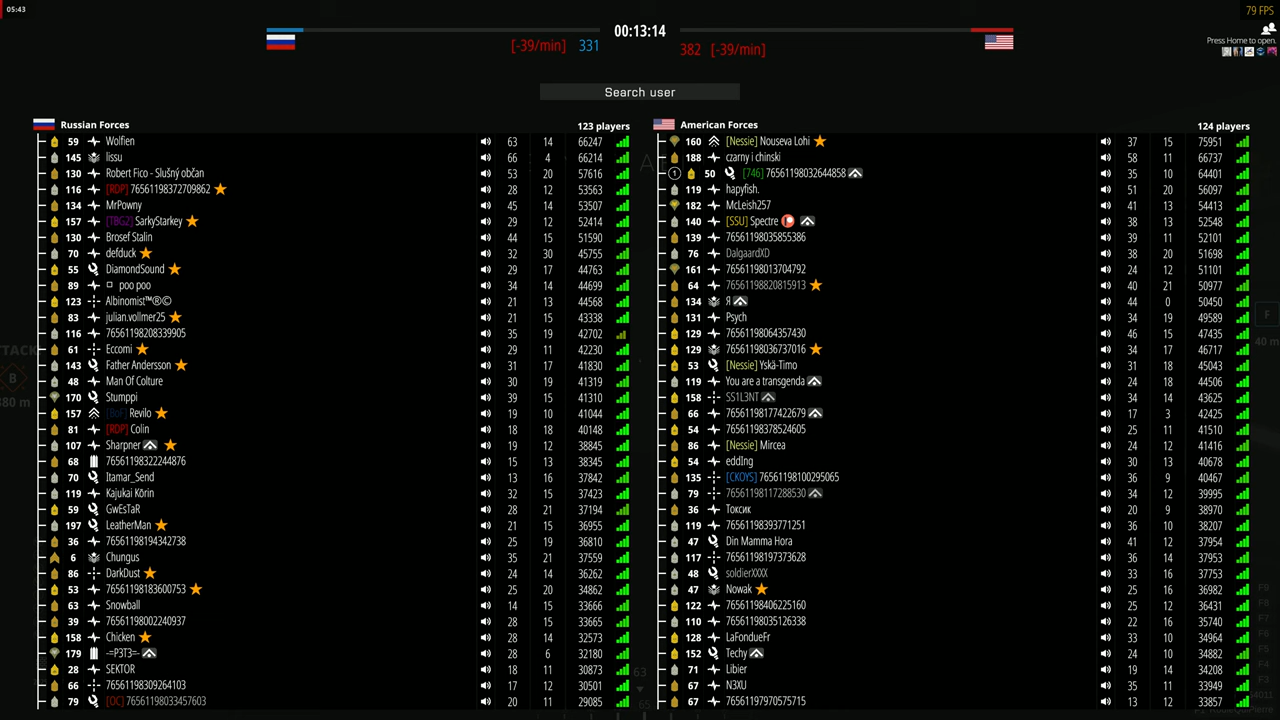 05:43
79 FPS
00:13:14
[-39/min] 331
382 [-39/min]
Press Home to open.
Search user
Russian Forces 123 players
59 Wolfien 63 14 66247
145 lissu 66 4 66214
130 Robert Fico - Slušný občan 53 20 57616
116 [RDP] 76561198372709862 28 12 53563
134 MrPowny 45 14 53507
157 [TBG2] SarkyStarkey 29 12 52414
130 Brosef Stalin 44 15 51590
70 defduck 32 30 45755
55 DiamondSound 29 17 44763
89 poo poo 34 14 44699
123 Albinomist™®© 21 13 44568
83 julian.vollmer25 21 15 43338
116 76561198208339905 35 19 42702
61 Eccomi 29 11 42230
145 Father Andersson 31 17 41830
48 Man Of Colture 30 19 41319
170 Stumppi 39 15 41310
157 [BoF] Revilo 19 10 41044
81 [RDP] Colin 18 18 40148
107 Sharpner 19 12 38845
68 76561198322244876 15 13 38345
70 Itamar_Send 13 16 37842
119 Kajukai Körin 32 15 37423
59 GwEsTaR 28 21 37194
197 LeatherMan 21 15 36955
36 76561198194342738 25 19 36810
6 Chungus 35 21 37559
86 DarkDust 24 14 36262
53 76561198183600753 25 20 34862
63 Snowball 14 15 33666
39 76561198002240937 28 15 33665
158 Chicken 28 14 32573
179 -=P3T3=- 28 6 32180
28 SEKTOR 18 11 30873
66 76561198309264103 17 12 30501
79 [OC] 76561198033457603 20 11 29085
American Forces 124 players
160 [Nessie] Nouseva Lohi 37 15 75951
188 czarny i chinski 58 11 66737
1 50 [746] 76561198032644858 35 10 64401
119 hapyfish. 51 20 56097
182 McLeish257 41 13 54413
140 [SSU] Spectre 38 13 52548
139 76561198035855386 39 11 52101
76 DalgaardXD 38 20 51698
161 76561198013704792 24 12 51101
64 76561198820815913 40 21 50977
134 Я 44 0 50450
131 Psych 34 19 49589
129 76561198064357430 46 15 47435
129 76561198036737016 34 17 46717
53 [Nessie] Yskä-Timo 31 18 45043
119 You are a transgenda 24 18 44506
158 SS1L3NT 34 14 43625
66 76561198177422679 17 3 42425
54 76561198378524605 25 11 41510
86 [Nessie] Mircea 24 12 41416
54 eddIng 30 13 40678
135 [CKOYS] 76561198100295065 36 9 40467
79 76561198117288530 34 12 39995
36 Токсик 20 9 38970
119 76561198393771251 36 10 38207
47 Din Mamma Hora 41 12 37954
117 76561198197373628 36 14 37953
48 soldierXXXX 33 16 37753
47 Nowak 25 16 36982
122 76561198406225160 25 12 36431
110 76561198035126338 22 16 35740
128 LaFondueFr 33 10 34964
152 Techy 24 10 34882
71 Libier 19 14 34208
67 N3XU 35 11 33949
67 76561197970575715 13 12 33857